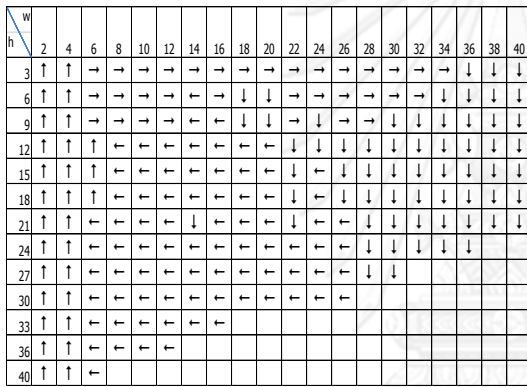 w
h 2 4 6 8 10 12 14 16 18 20 22 24 26 28 30 32 34 36 38 40
3 ↑ ↑ → → → → → → → → → → → → → → → ↓ ↓ ↓
6 ↑ ↑ → → → → ← → ↓ ↓ → → → → → → ↓ ↓ ↓ ↓
9 ↑ ↑ → → → → ← ← ↓ ↓ → ↓ → → ↓ ↓ ↓ ↓ ↓ ↓
12 ↑ ↑ ↑ ← ← ← ← ← ← ← ↓ ↓ ↓ ↓ ↓ ↓ ↓ ↓ ↓ ↓
15 ↑ ↑ ↑ ← ← ← ← ← ← ← ↓ ← ↓ ↓ ↓ ↓ ↓ ↓ ↓ ↓
18 ↑ ↑ ↑ ← ← ← ← ← ← ← ↓ ← ↓ ↓ ↓ ↓ ↓ ↓ ↓ ↓
21 ↑ ↑ ← ← ← ← ↓ ← ← ← ↓ ← ← ↓ ↓ ↓ ↓ ↓ ↓ ↓
24 ↑ ↑ ← ← ← ← ← ← ← ← ← ← ← ↓ ↓ ↓ ↓ ↓
27 ↑ ↑ ← ← ← ← ← ← ← ← ← ← ← ↓ ↓
30 ↑ ↑ ← ← ← ← ← ← ← ← ← ← ←
33 ↑ ↑ ← ← ← ← ← ←
36 ↑ ↑ ← ← ← ←
40 ↑ ↑ ←